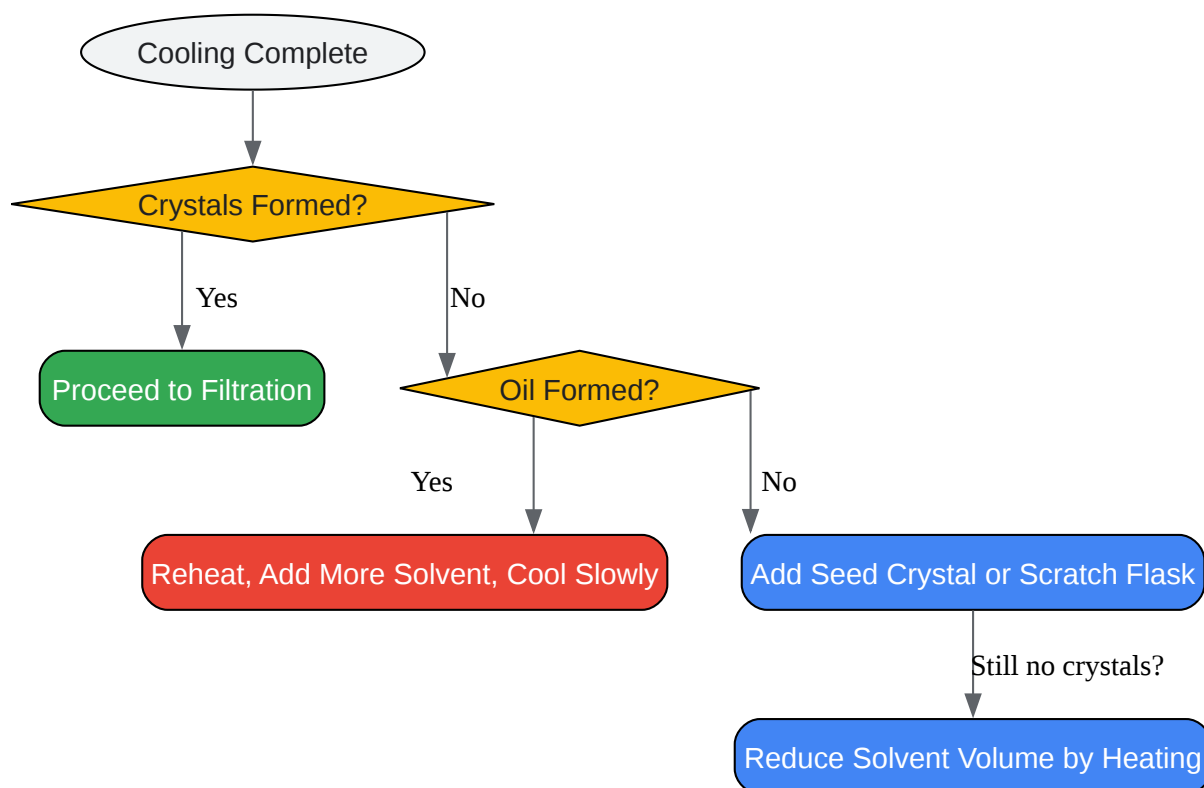 Cooling Complete
Crystals Formed?
Yes
No
Proceed to Filtration
Oil Formed?
Yes
No
Reheat, Add More Solvent, Cool Slowly
Add Seed Crystal or Scratch Flask
Still no crystals?
Reduce Solvent Volume by Heating